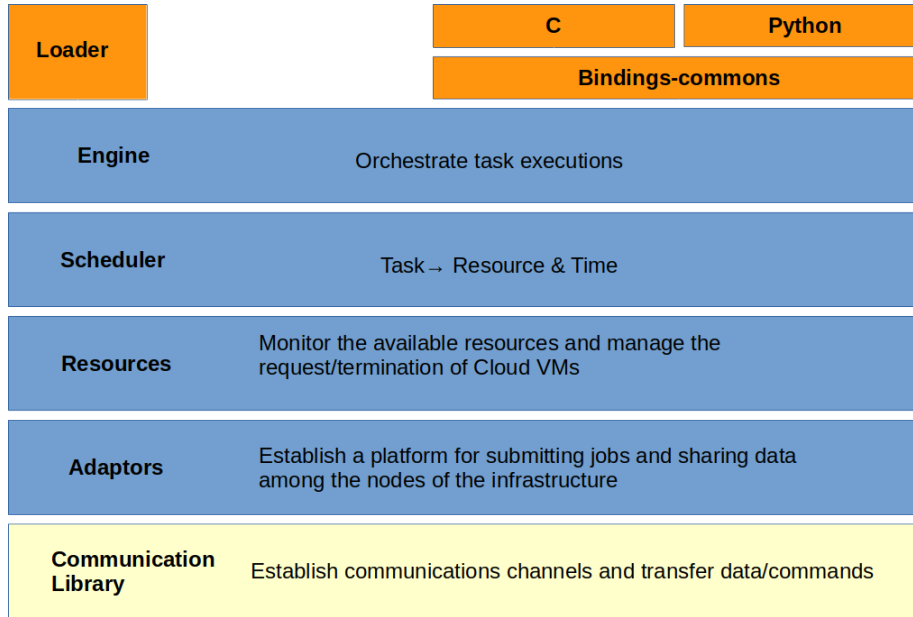 Loader
C
Python
Bindings-commons
Engine
Orchestrate task executions
Scheduler
Task→ Resource & Time
Resources
Monitor the available resources and manage the
request/termination of Cloud VMs
Adaptors
Establish a platform for submitting jobs and sharing data
among the nodes of the infrastructure
Communication
Library
Establish communications channels and transfer data/commands